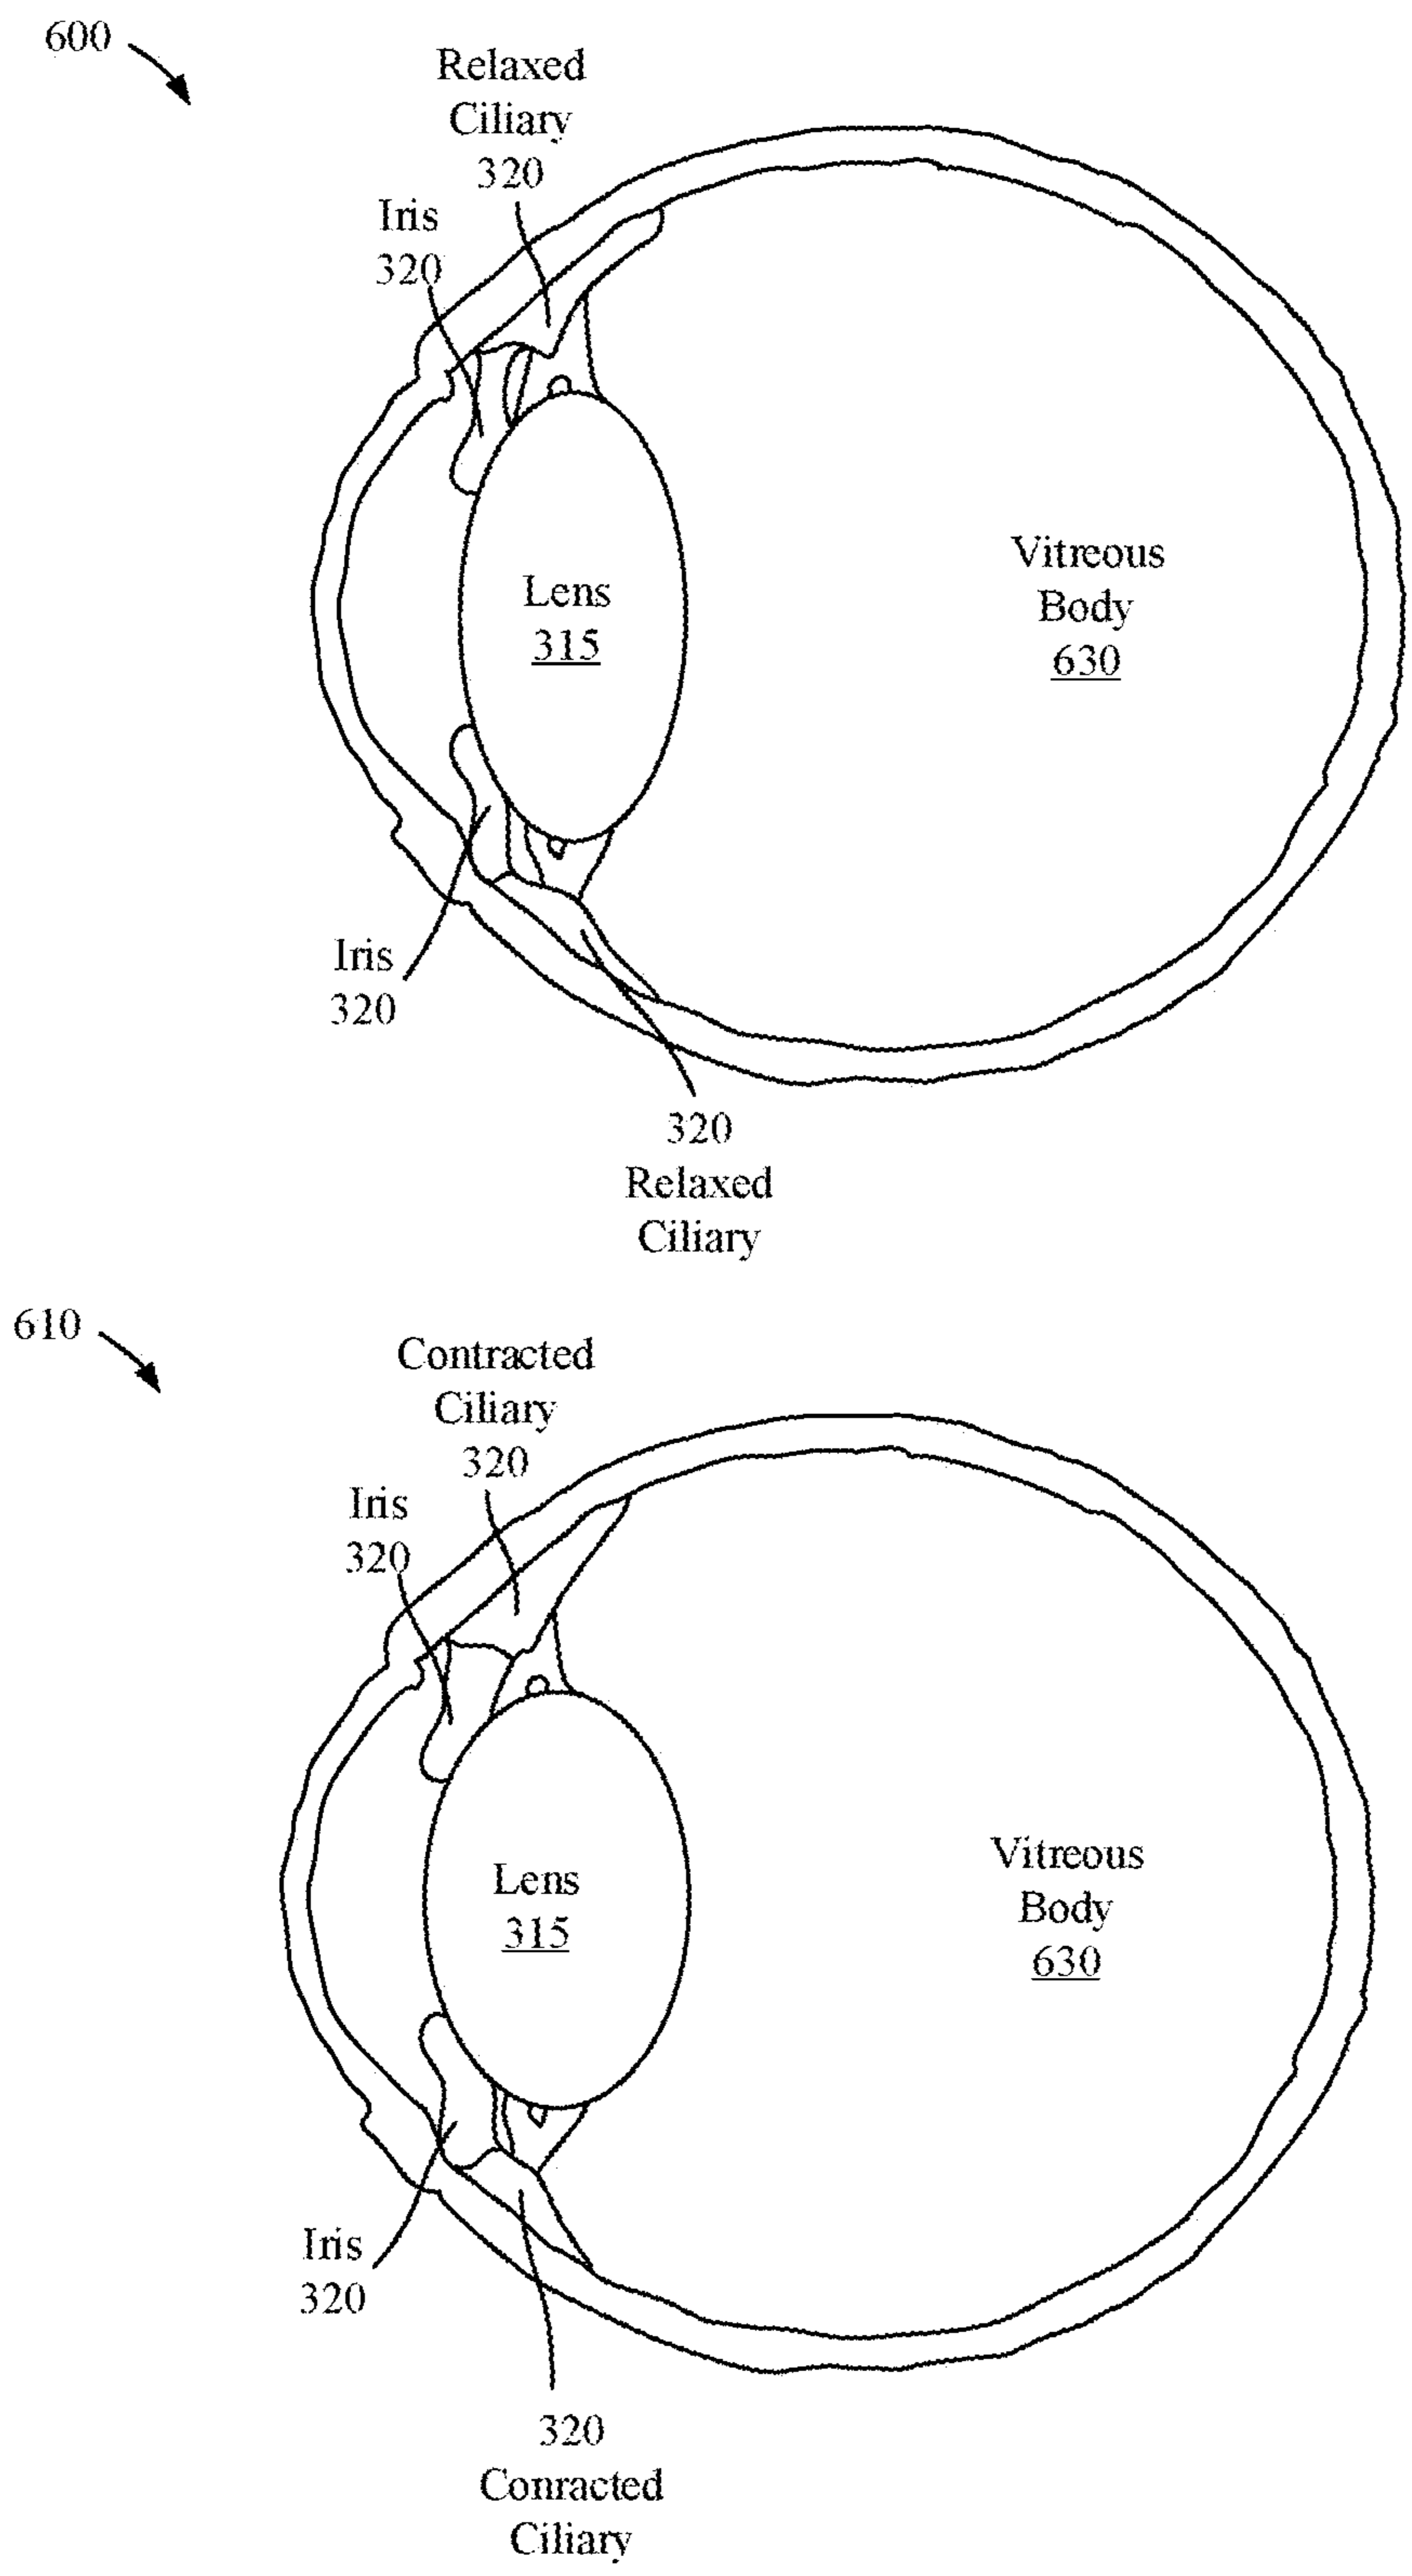 600
Relaxed
Ciliary
320
Iris
320
Lens
315
Vitreous
Body
630
Iris
320
320
Relaxed
Ciliary
610
Contracted
Ciliary
320
Iris
320
Lens
315
Vitreous
Body
630
Iris
320
320
Conracted
Ciliary